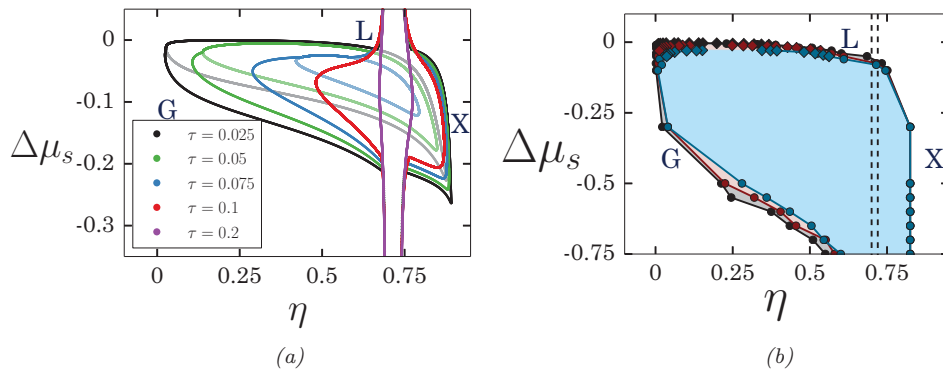 0
-0.1
-0.2
-0.3
Δμs
L
G
X
τ = 0.025
τ = 0.05
τ = 0.075
τ = 0.1
τ = 0.2
0 0.25 0.5 0.75
η
(a)
0
-0.25
-0.5
-0.75
Δμs
L
G
X
0 0.25 0.5 0.75
η
(b)